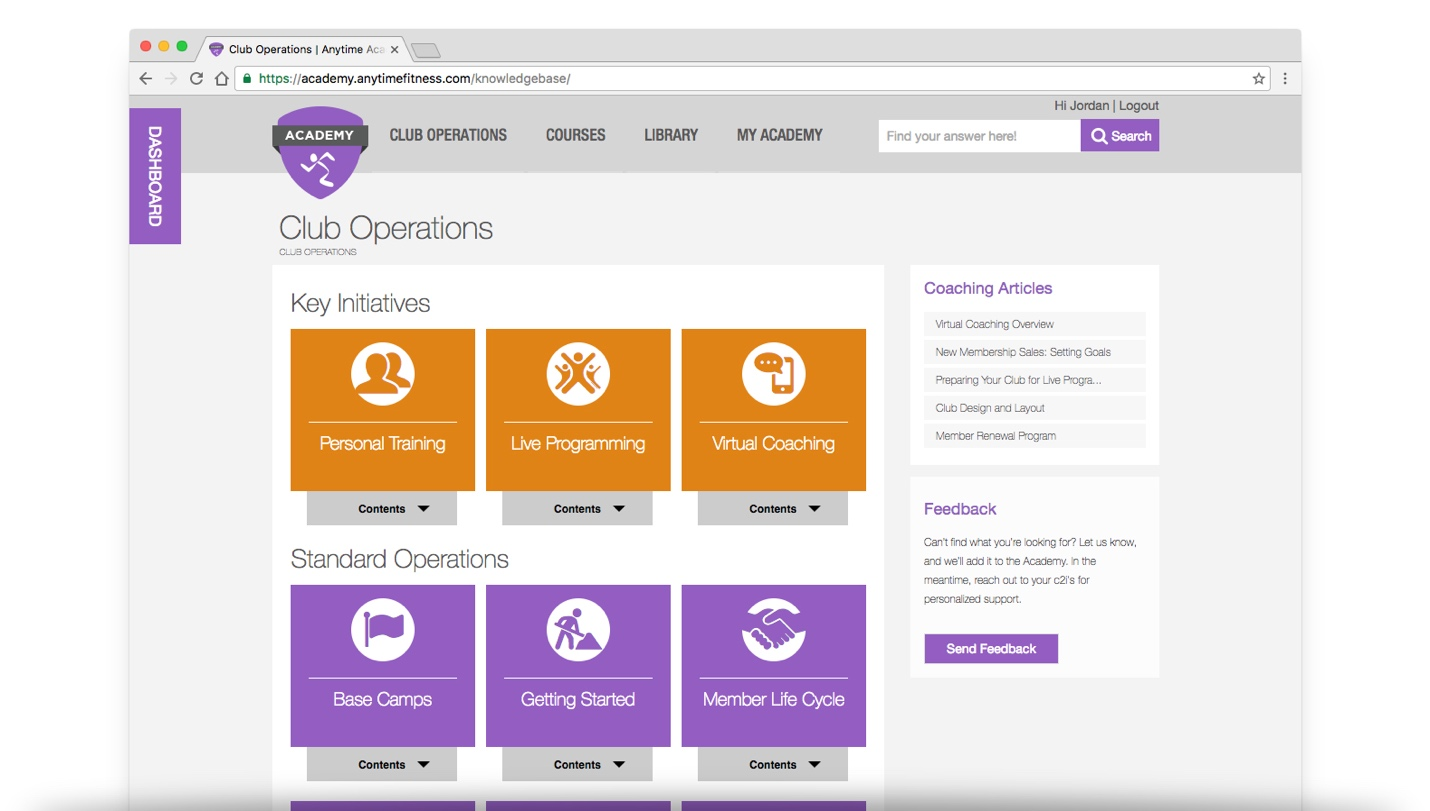 Club Operations | Anytime Aca
https://academy.anytimefitness.com/knowledgebase/
Hi Jordan | Logout
DASHBOARD
ACADEMY
CLUB OPERATIONS
COURSES
LIBRARY
MY ACADEMY
Find your answer here!
Search
Club Operations
CLUB OPERATIONS
Key Initiatives
Personal Training
Live Programming
Virtual Coaching
Contents
Contents
Contents
Standard Operations
Base Camps
Getting Started
Member Life Cycle
Contents
Contents
Contents
Coaching Articles
Virtual Coaching Overview
New Membership Sales: Setting Goals
Preparing Your Club for Live Progra...
Club Design and Layout
Member Renewal Program
Feedback
Can't find what you're looking for? Let us know,
and we'll add it to the Academy. In the
meantime, reach out to your c2i's for
personalized support.
Send Feedback